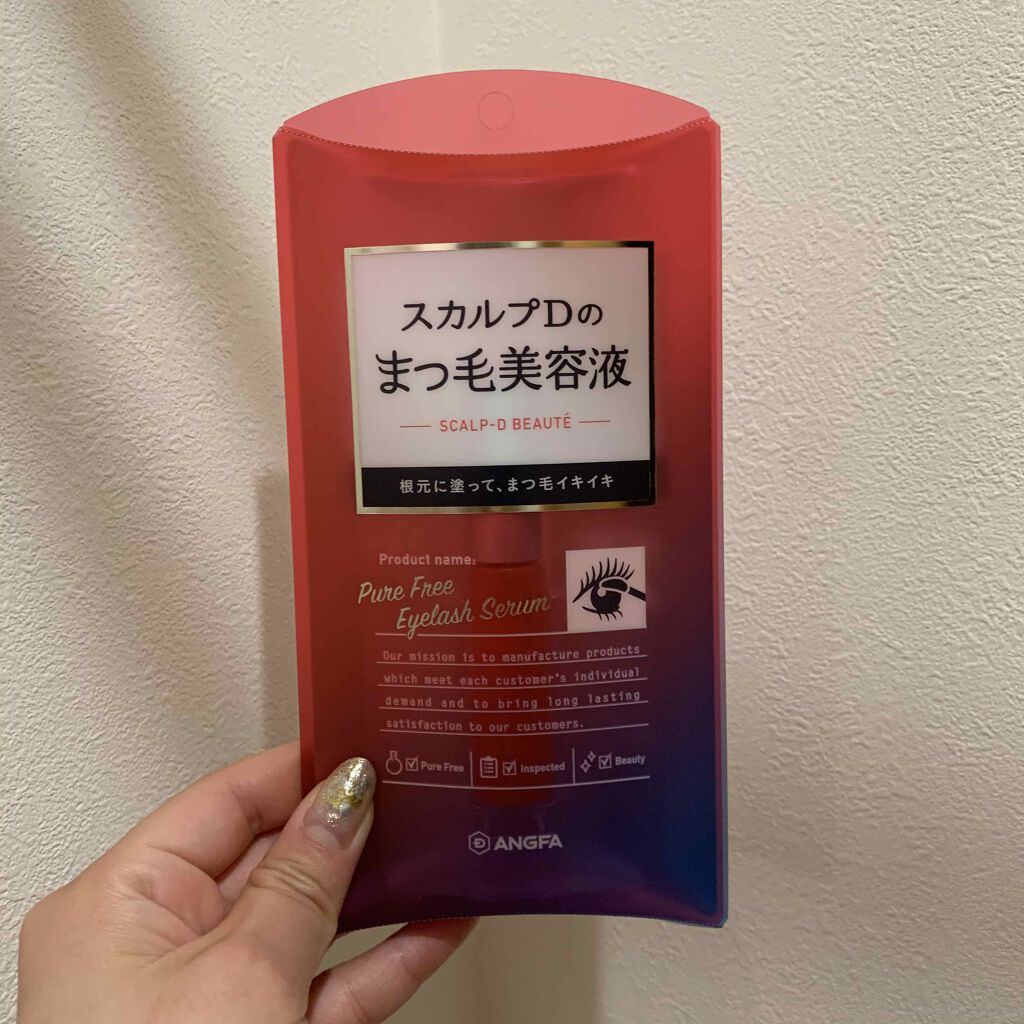 スカルプDの
まつ毛美容液
SCALP-D BEAUTÉ
根元に塗って、まつ毛イキイキ
Product name:
Pure Free
Eyelash Serum
Our mission is to manufacture products
which meet each customer's individual
demand and to bring long lasting
satisfaction to our customers.
Pure Free Inspected Beauty
ANGFA